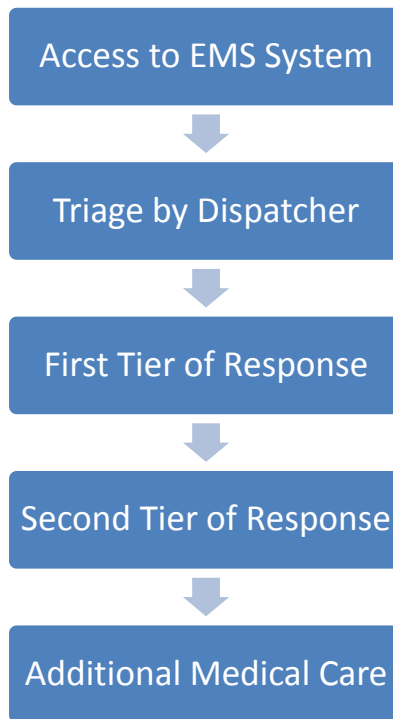 Access to EMS System
Triage by Dispatcher
First Tier of Response
Second Tier of Response
Additional Medical Care